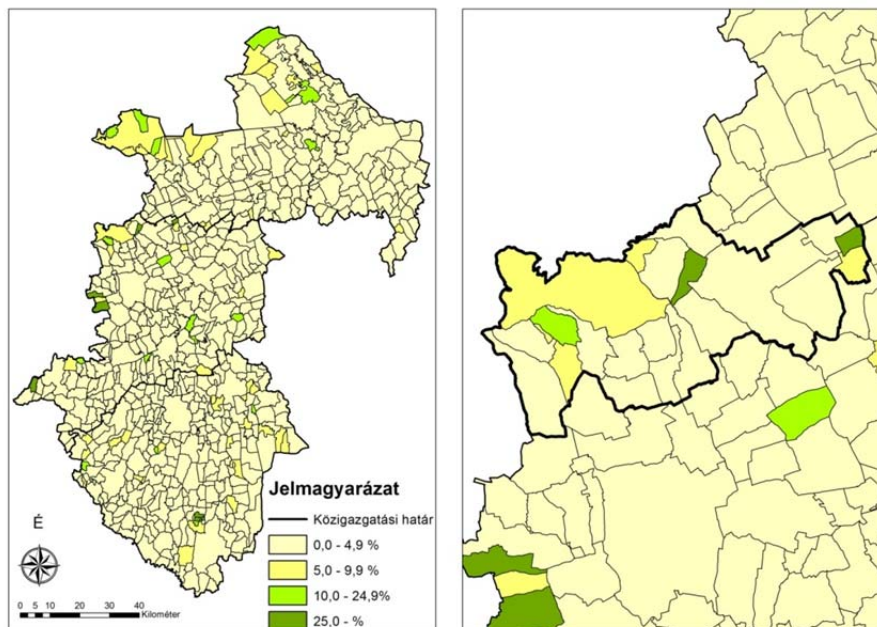 Jelmagyarázat
Közigazgatási határ
0,0 - 4,9 %
5,0 - 9,9 %
10,0 - 24,9%
25,0 - %
É
0 5 10 20 30 40
Kilométer